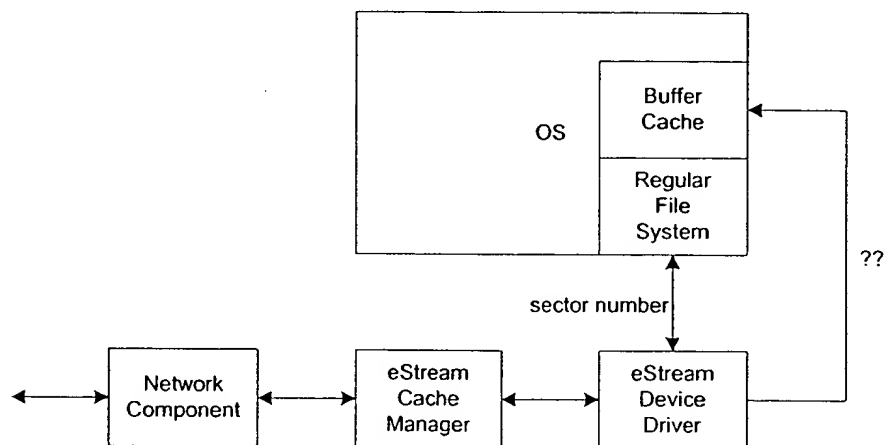 Buffer
Cache
OS
Regular
File
System
??
sector number
Network
Component
eStream
Cache
Manager
eStream
Device
Driver